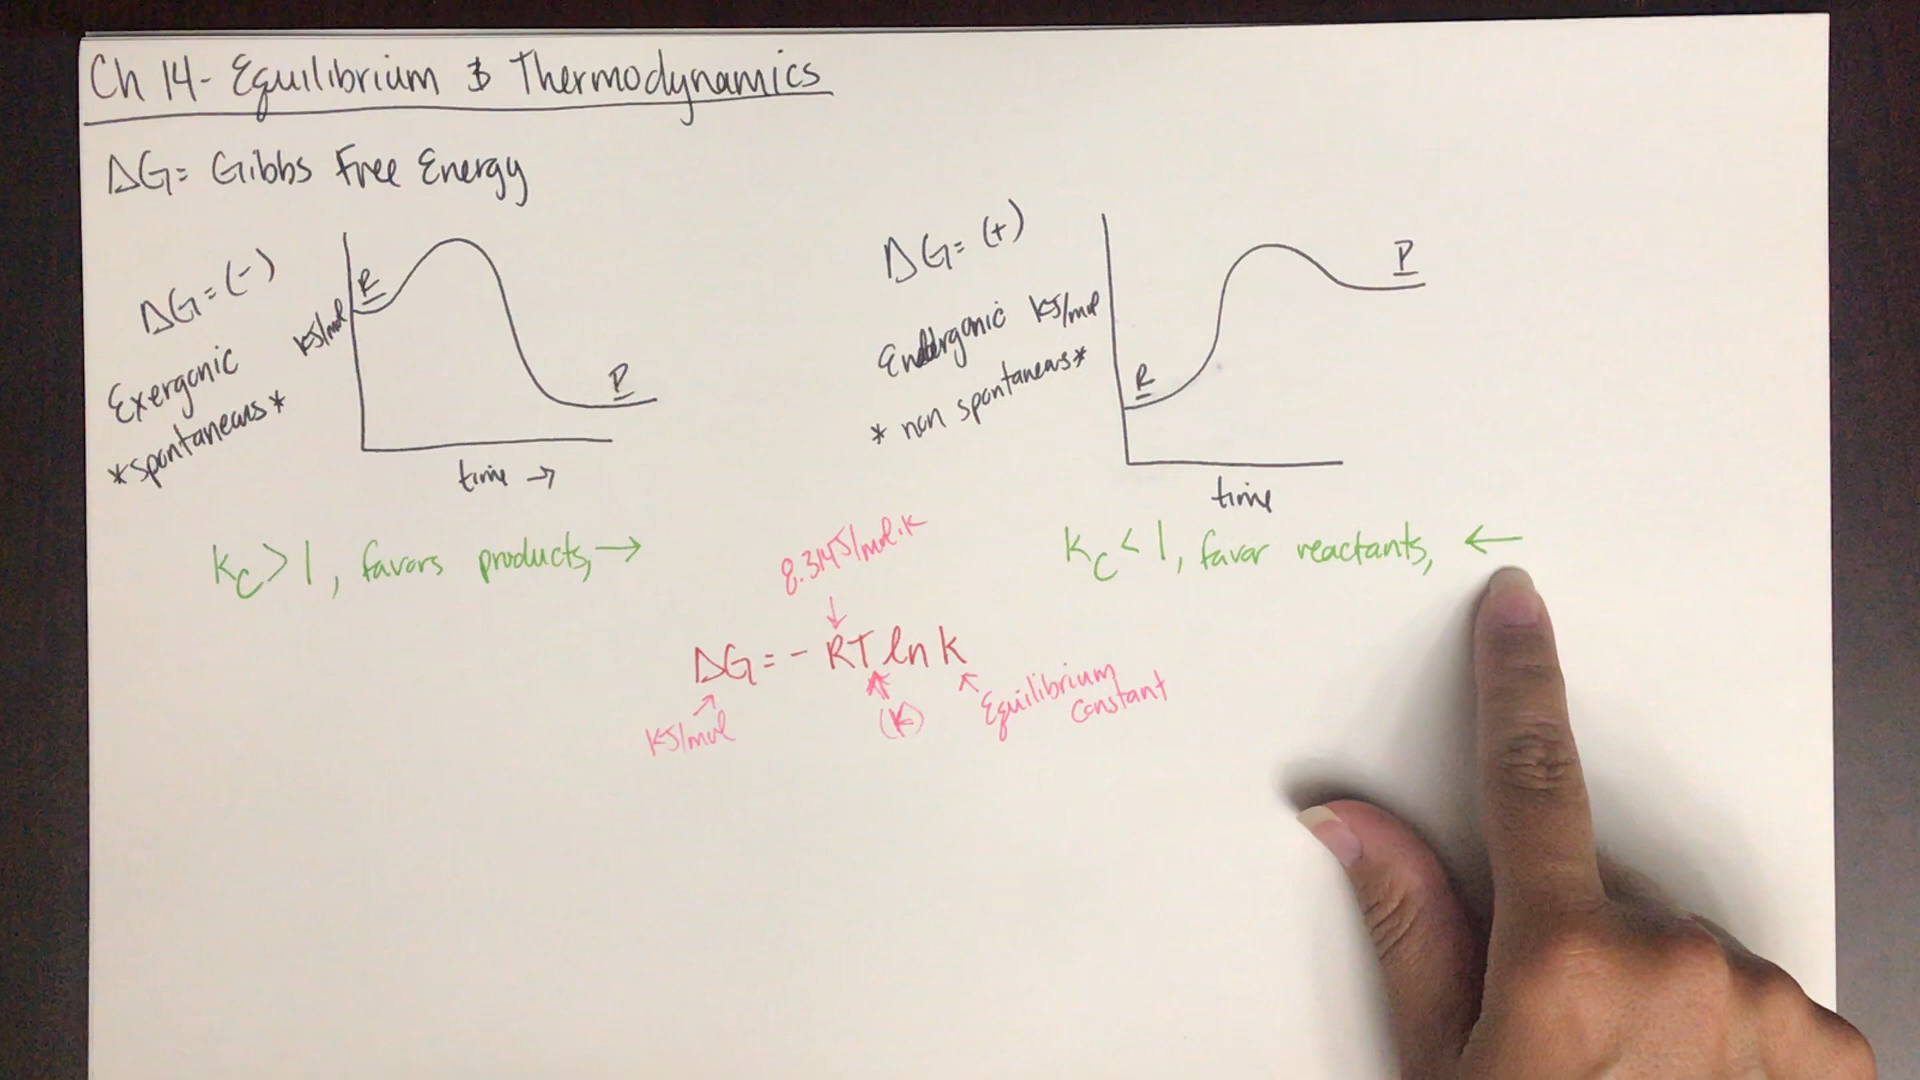 Ch 14- Equilibrium & Thermodynamics
ΔG= Gibbs Free Energy
ΔG= (-)
Exergonic
*spontaneous*
kJ/mol
R
P
time →
ΔG= (+)
Endergonic
* non spontaneous*
kJ/mol
R
P
time
Kc > 1, favors products, →
Kc < 1, favor reactants, ←
8.314J/mol·K
↓
ΔG = - RT ln K
kJ/mol
(K)
Equilibrium
Constant